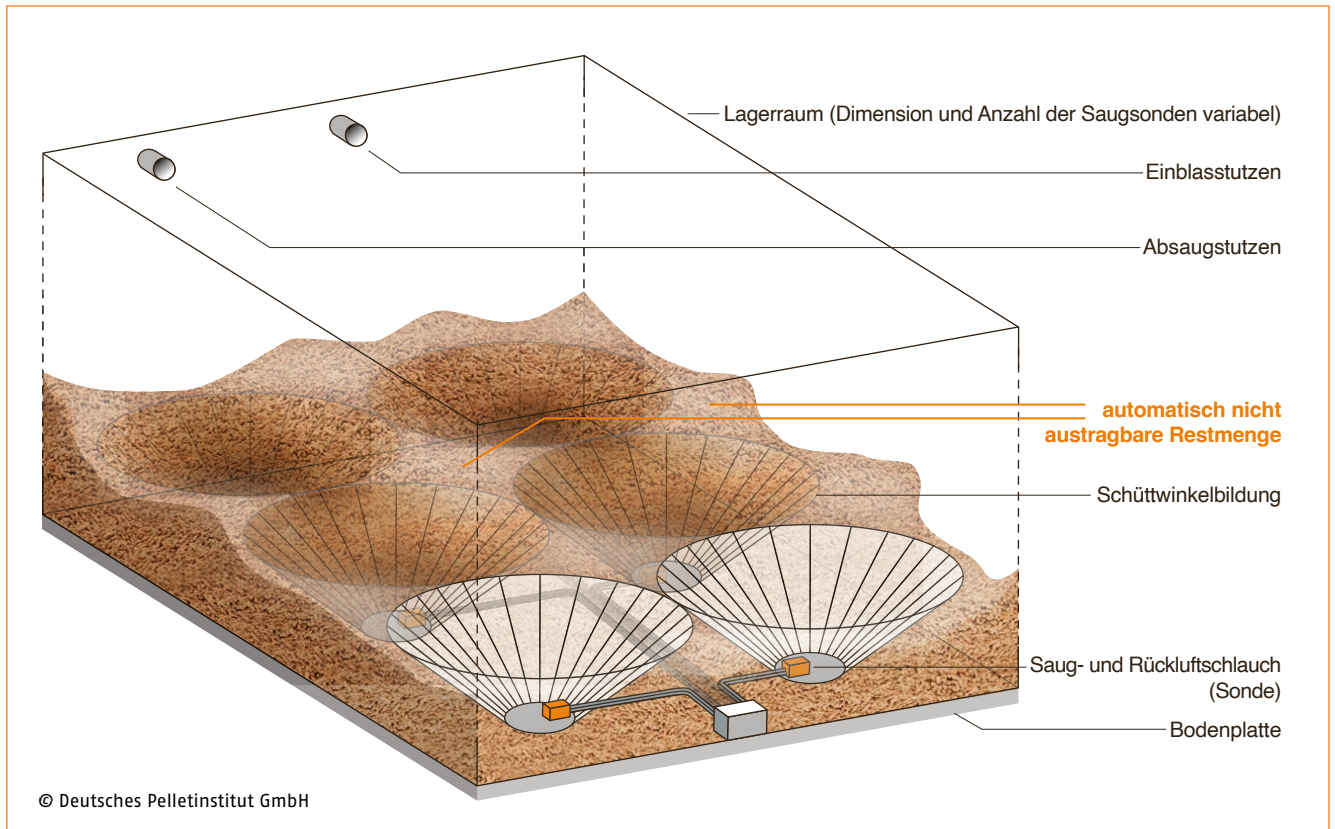 Lagerraum (Dimension und Anzahl der Saugsonden variabel)
Einblasstutzen
Absaugstutzen
automatisch nicht
austragbare Restmenge
Schüttwinkelbildung
Saug- und Rückluftschlauch
(Sonde)
Bodenplatte
© Deutsches Pelletinstitut GmbH